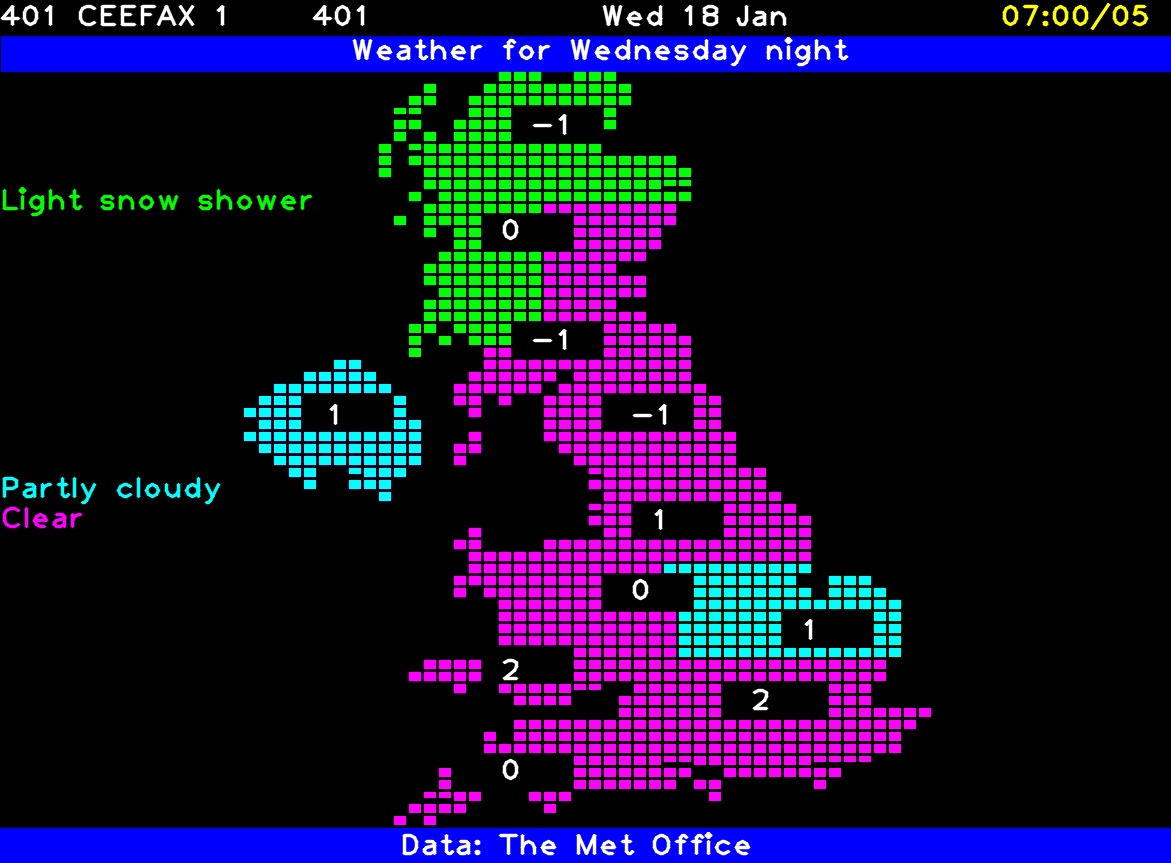 401 CEEFAX 1 401 Wed 18 Jan 07:00/05
Weather for Wednesday night
-1
Light snow shower
0
-1
1
-1
Partly cloudy
Clear
1
0
1
2
2
0
Data: The Met Office